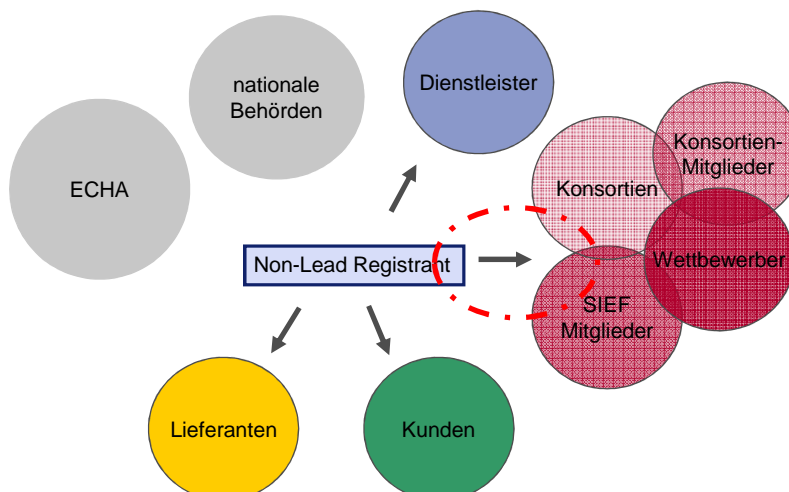 nationale
Behörden
Dienstleister
Konsortien-
Mitglieder
ECHA
Konsortien
Non-Lead Registrant
Wettbewerber
SIEF
Mitglieder
Lieferanten
Kunden